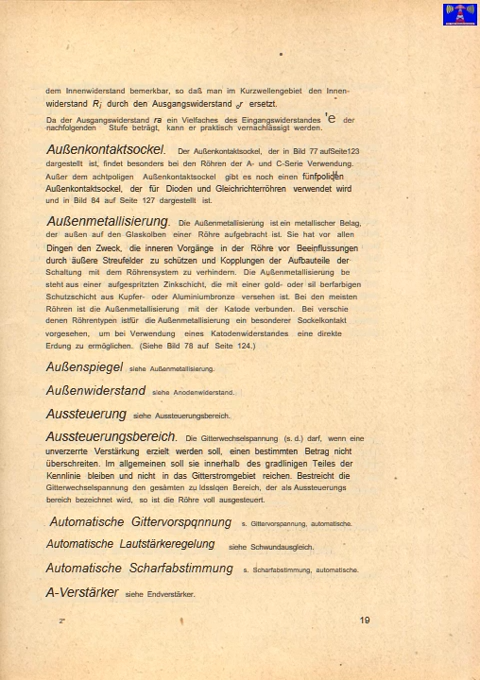 dem Innenwiderstand bemerkbar, so daß man im Kurzwellengebiet den Innen-
widerstand Ri durch den Ausgangswiderstand or ersetzt.
Da der Ausgangswiderstand ra ein Vielfaches des Eingangswiderstandes 'e der
nachfolgenden Stufe beträgt, kann er praktisch vernachlässigt werden.
Außenkontaktsockel. Der Außenkontaktsockel, der in Bild 77 aufSeite123
dargestellt ist, findet besonders bei den Röhren der A- und C-Serie Verwendung.
Außer dem achtpoligen Außenkontaktsockel gibt es noch einen
Außenkontaktsockel, der für Dioden und Gleichrichterröhren verwendet wird
und in Bild 84 auf Seite 127 dargestellt ist.
Außenmetallisierung. Die Außenmetallisierung ist ein metallischer Belag,
der außen auf den Glaskolben einer Röhre aufgebracht ist. Sie hat vor allen
Dingen den Zweck, die inneren Vorgänge in der Röhre vor Beeinflussungen
durch äußere Streufelder zu schützen und Kopplungen der Aufbauteile der
Schaltung mit dem Röhrensystem zu verhindern. Die Außenmetallisierung be
steht aus einer aufgespritzten Zinkschicht, die mit einer gold- oder sil berfarbigen
Schutzschicht aus Kupfer- oder Aluminiumbronze versehen ist. Bei den meisten
Röhren ist die Außenmetallisierung mit der Katode verbunden. Bei verschie
denen Röhrentypen istfür die Außenmetallisierung ein besonderer Sockelkontakt
vorgesehen, um bei Verwendung eines Katodenwiderstandes eine direkte
Erdung zu ermöglichen. (Siehe Bild 78 auf Seite 124.)
Außenspiegel siehe Außenmetallisierung.
Außenwiderstand siehe Anodenwiderstand.
Aussteuerung siehe Aussteuerungsbereich.
Aussteuerungsbereich. Die Gitterwechselspannung (s. d.) darf, wenn eine
unverzerrte Verstärkung erzielt werden soll, einen bestimmten Betrag nicht
überschreiten. Im allgemeinen soll sie innerhalb des gradlinigen Teiles der
Kennlinie bleiben und nicht in das Gitterstromgebiet reichen. Bestreicht die
Gitterwechselspannung den gesamten zu ldsslqen Bereich, der als Aussteuerungs
bereich bezeichnet wird, so ist die Röhre voll ausgesteuert.
Automatische Gittervorspqnnung s. Gittervorspannung, automatische.
Automatische Lautstärkeregelung siehe Schwundausgleich.
Automatische Scharfabstimmung s. Scharfabstimmung, automatische.
A-Verstärker siehe Endverstärker.
2* 19